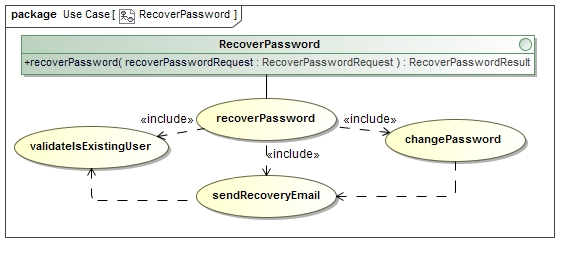 package Use Case[ RecoverPassword ]
RecoverPassword
+recoverPassword( recoverPasswordRequest : RecoverPasswordRequest ) : RecoverPasswordResult
recoverPassword
«include»
«include»
validateIsExistingUser
changePassword
«include»
sendRecoveryEmail